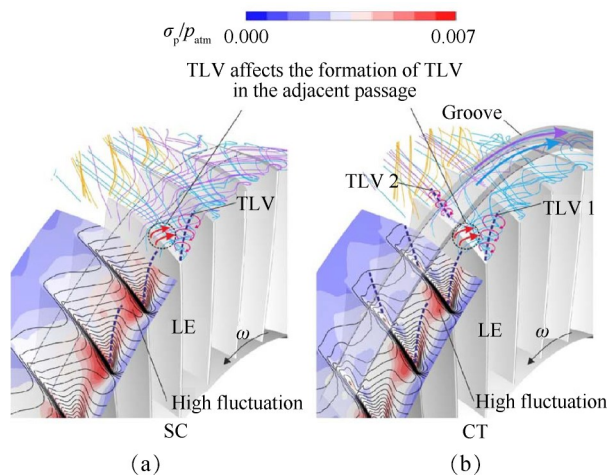 σp/patm
0.000
0.007
TLV affects the formation of TLV
in the adjacent passage
Groove
TLV
TLV 2
TLV 1
LE
ω
LE
ω
High fluctuation
High fluctuation
SC
CT
(a)
(b)